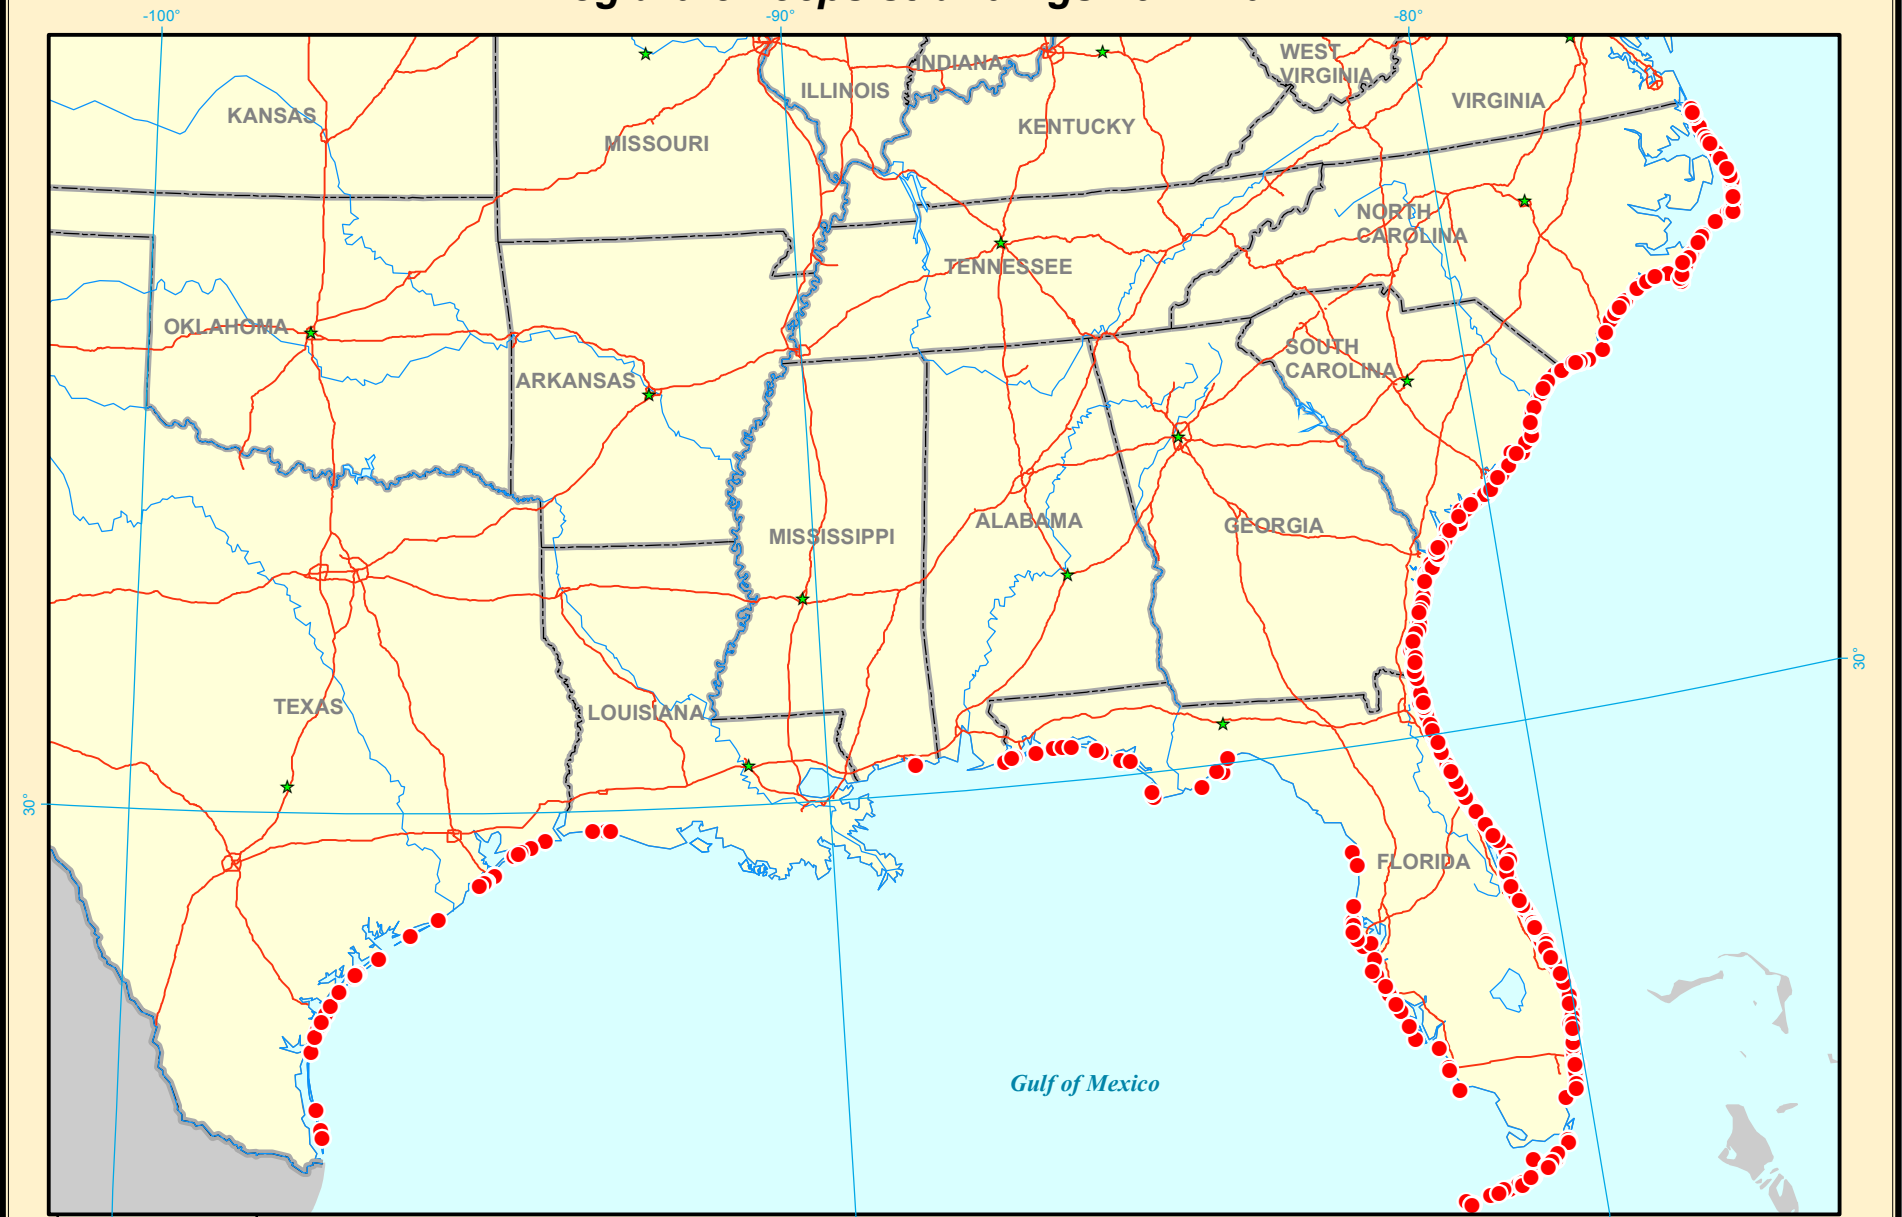 -100°
-90°
-80°
WEST
VIRGINIA
INDIANA
ILLINOIS
VIRGINIA
KANSAS
KENTUCKY
MISSOURI
NORTH
CAROLINA
TENNESSEE
OKLAHOMA
SOUTH
CAROLINA
ARKANSAS
ALABAMA
GEORGIA
MISSISSIPPI
30°
TEXAS
LOUISIANA
30°
FLORIDA
Gulf of Mexico